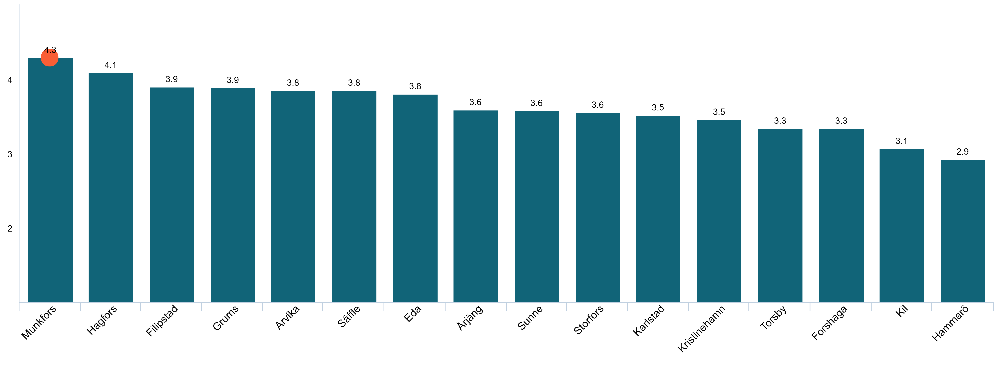 4.3
4.1
3.9
3.9
3.8
3.8
3.8
3.6
3.6
3.6
3.5
3.5
3.3
3.3
3.1
2.9
4
3
2
Munkfors
Hagfors
Filipstad
Grums
Arvika
Säffle
Eda
Årjäng
Sunne
Storfors
Karlstad
Kristinehamn
Torsby
Forshaga
Kil
Hammarö